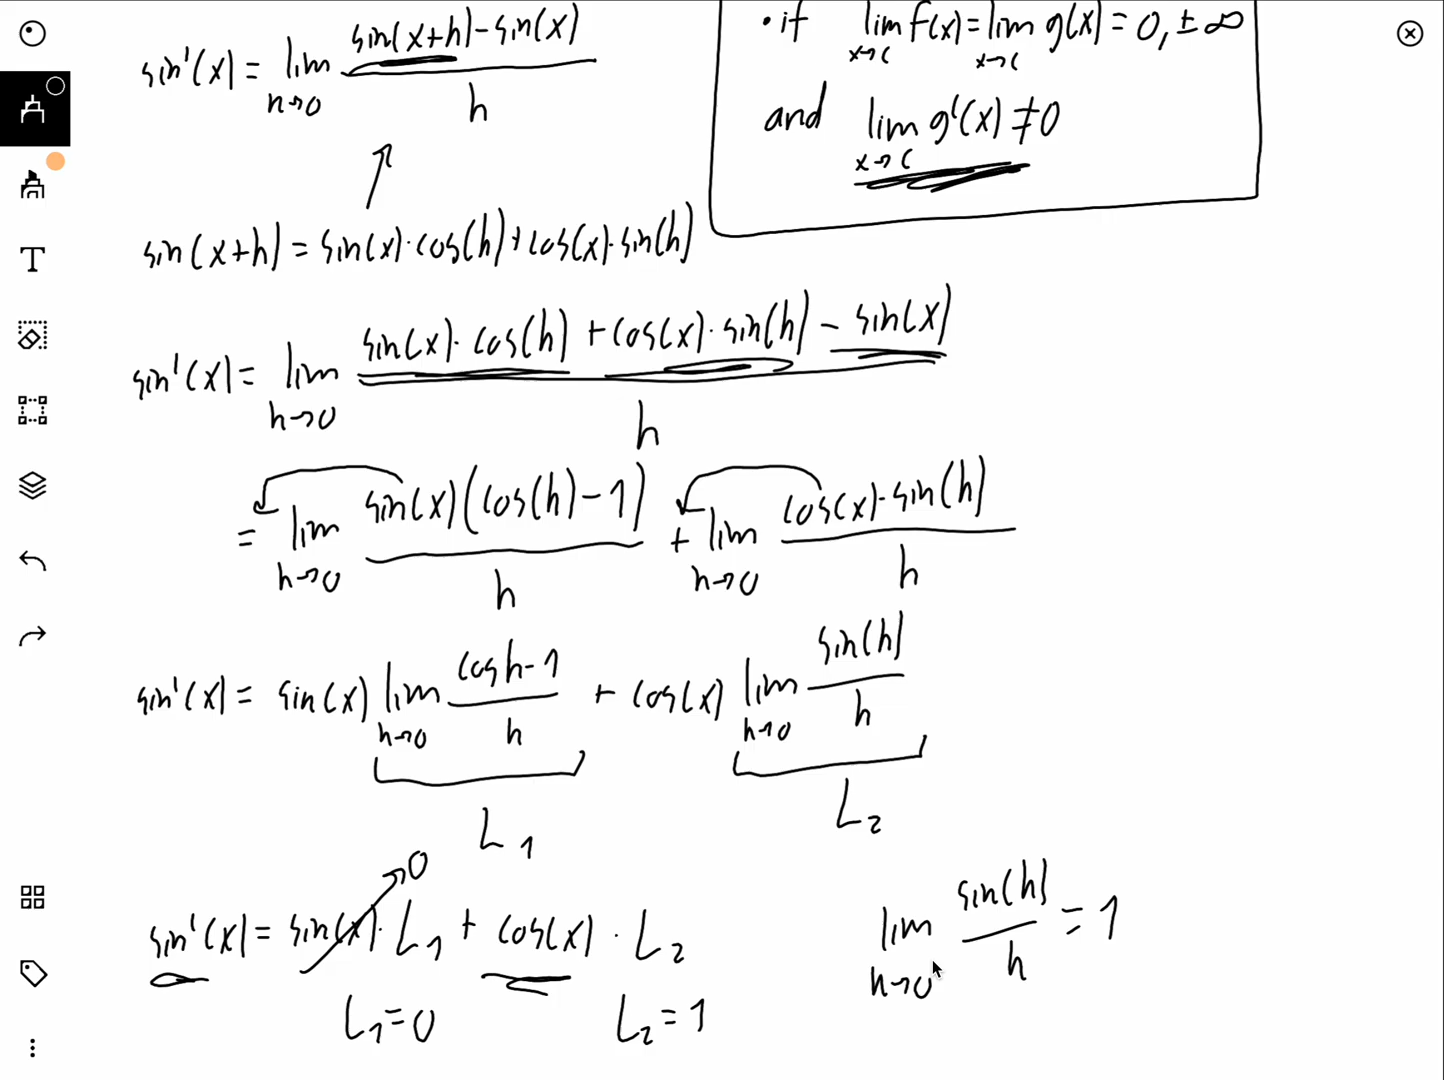 sin'(x) = lim h→0 (sin(x+h) - sin(x)) / h
• if lim x→c f(x) = lim x→c g(x) = 0, ± ∞
and lim x→c g'(x) ≠ 0
sin(x+h) = sin(x)·cos(h) + cos(x)·sin(h)
sin'(x) = lim h→0 (sin(x)·cos(h) + cos(x)·sin(h) - sin(x)) / h
= lim h→0 sin(x)(cos(h) - 1) / h + lim h→0 cos(x)·sin(h) / h
sin'(x) = sin(x) lim h→0 (cosh - 1) / h + cos(x) lim h→0 sin(h) / h
L₁ L₂
0
sin'(x) = sin(x)·L₁ + cos(x)·L₂
lim h→0 sin(h) / h = 1
L₁ = 0 L₂ = 1
T